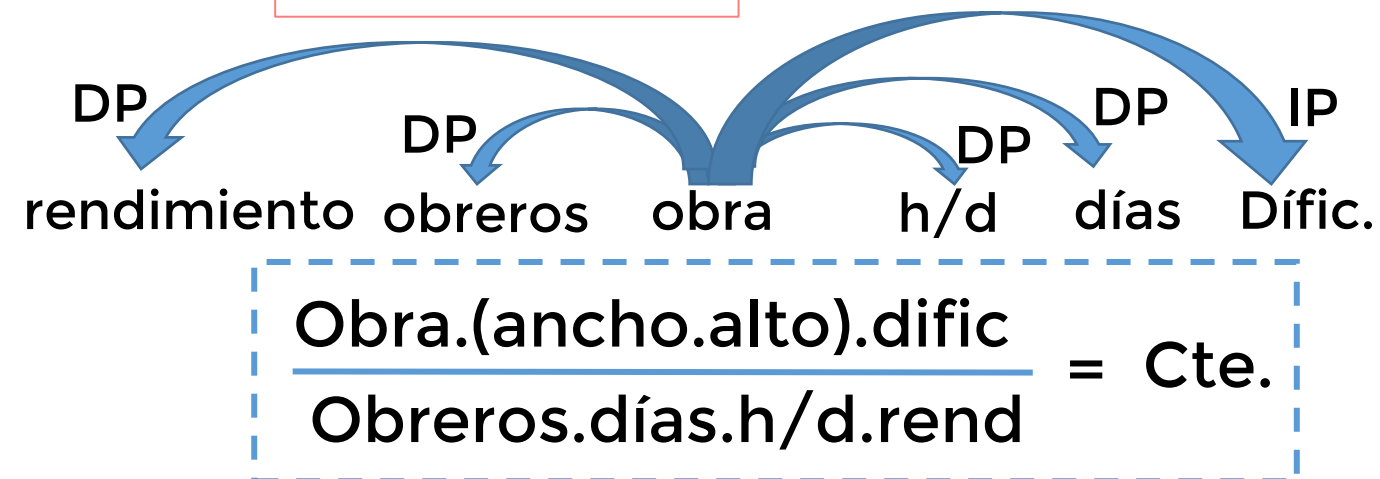 DP DP DP DP IP
rendimiento obreros obra h/d días Dífic.
Obra.(ancho.alto).dific
= Cte.
Obreros.días.h/d.rend